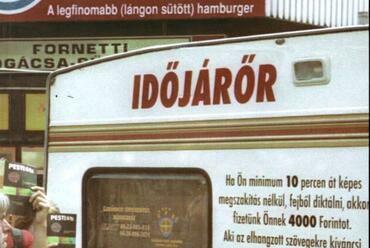 A legfinomabb (lángon sütött) hamburger
FORNETTI
OGÁCSA-
IDŐJÁRŐR
Ha Ön minimum 10 percen át képes
megszakítás nélkül, fejből diktálni, akkor
fizetünk Önnek 4000 Forintot.
Aki az elhangzott szövegekre kíváncsi
PESTI
PESTI